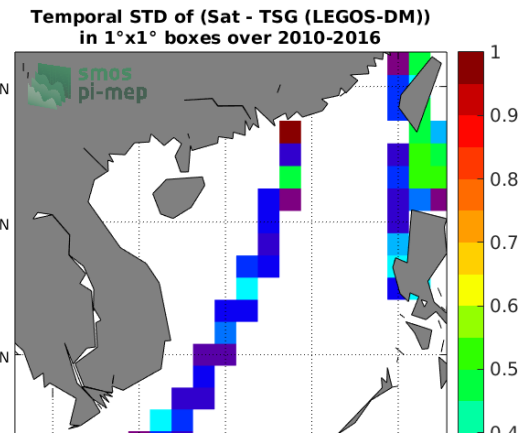 Temporal STD of (Sat - TSG (LEGOS-DM))
in 1°x1° boxes over 2010-2016
smos
pi-mep
N
N
N
1
0.9
0.8
0.7
0.6
0.5
0.4